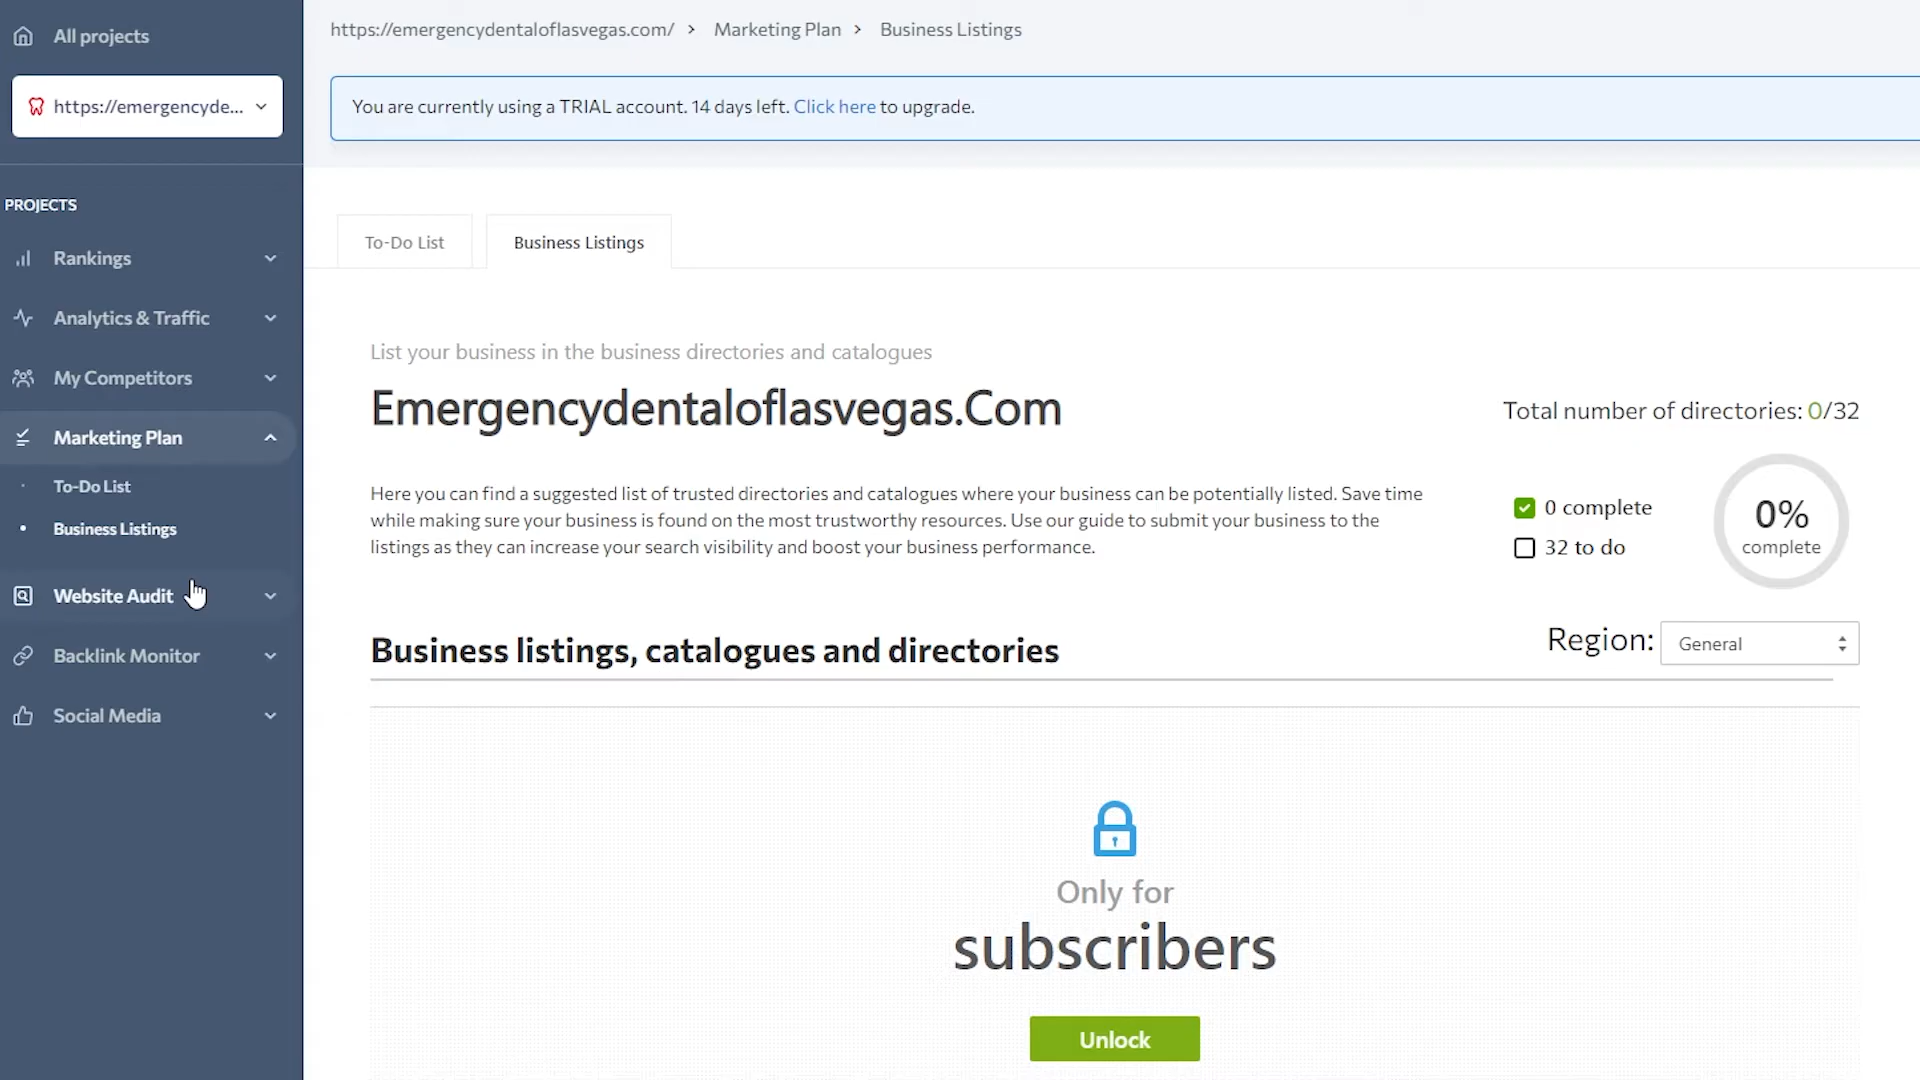 All projects
https://emergencyde...
PROJECTS
Rankings
Analytics & Traffic
My Competitors
Marketing Plan
To-Do List
Business Listings
Website Audit
Backlink Monitor
Social Media
https://emergencydentaloflasvegas.com/ > Marketing Plan > Business Listings
You are currently using a TRIAL account. 14 days left. Click here to upgrade.
To-Do List
Business Listings
List your business in the business directories and catalogues
Emergencydentaloflasvegas.Com
Total number of directories: 0/32
Here you can find a suggested list of trusted directories and catalogues where your business can be potentially listed. Save time
while making sure your business is found on the most trustworthy resources. Use our guide to submit your business to the
listings as they can increase your search visibility and boost your business performance.
0 complete
32 to do
0%
complete
Business listings, catalogues and directories
Region: General
Only for
subscribers
Unlock